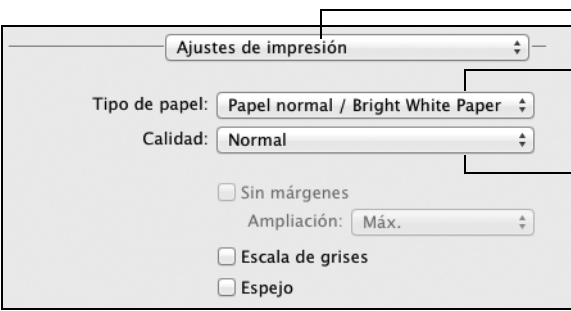 Ajustes de impresión
Tipo de papel: Papel normal / Bright White Paper
Calidad: Normal
Sin márgenes
Ampliación: Máx.
Escala de grises
Espejo